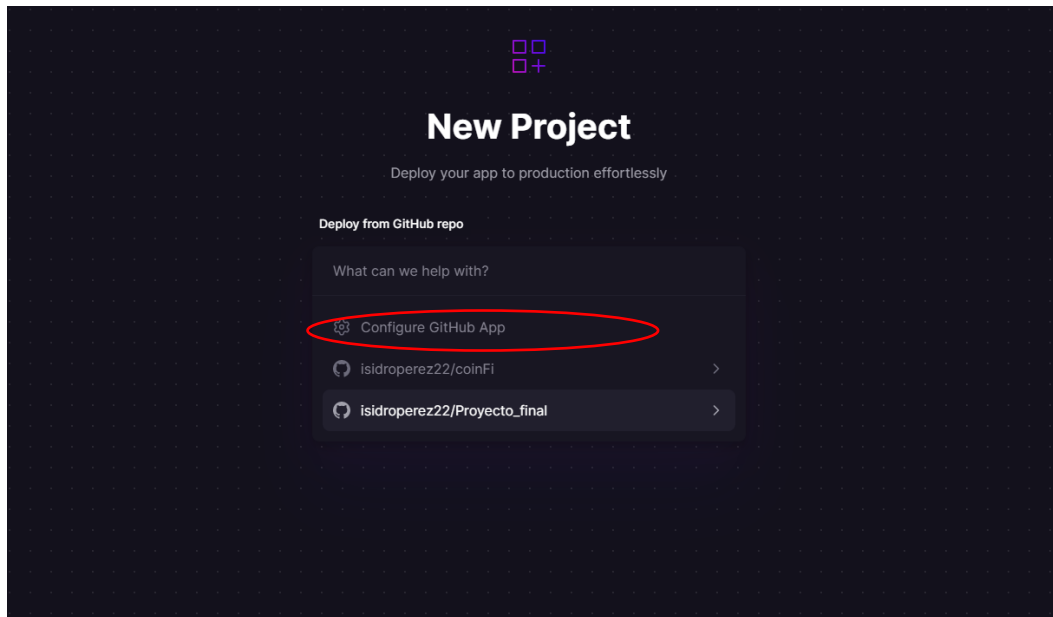 New Project
Deploy your app to production effortlessly
Deploy from GitHub repo
What can we help with?
Configure GitHub App
isidroperez22/coinFi
isidroperez22/Proyecto_final